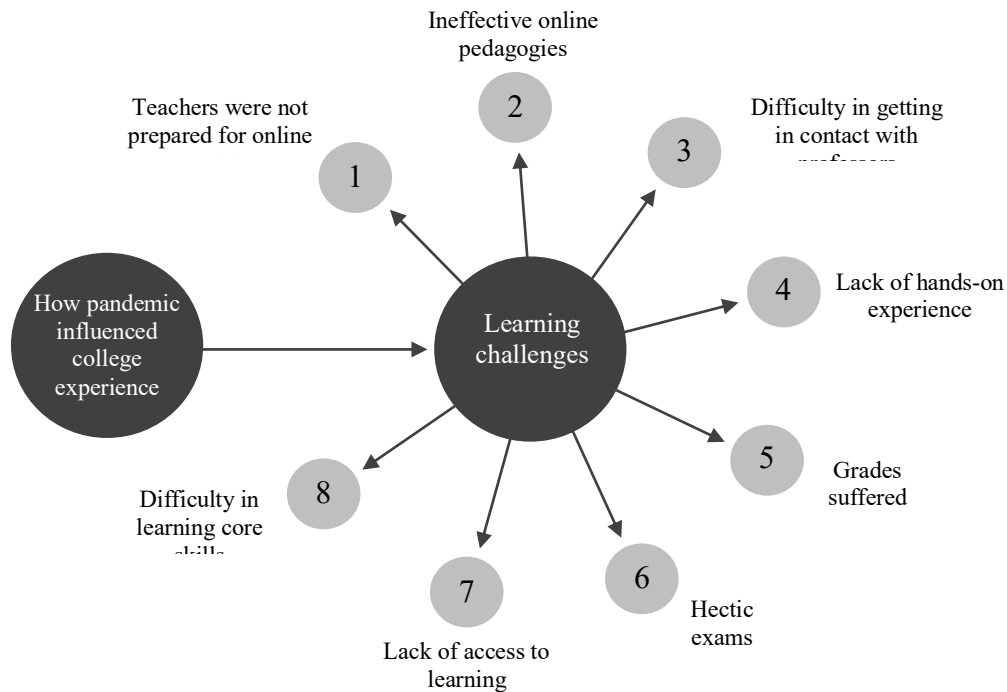 Ineffective online
pedagogies
2
Teachers were not
prepared for online
1
Difficulty in getting
in contact with
3
Lack of hands-on
experience
4
How pandemic
influenced
college
experience
Learning
challenges
5
Grades
suffered
8
Difficulty in
learning core
6
Hectic
exams
7
Lack of access to
learning